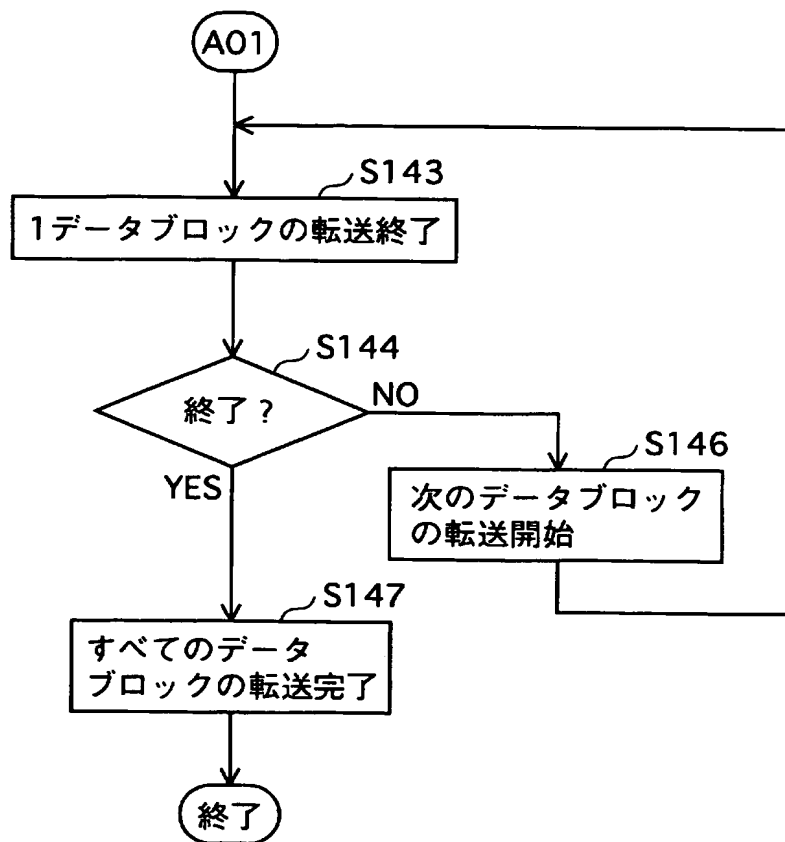 A01
S143
1データブロックの転送終了
S144
終了?
NO
YES
S146
次のデータブロック
の転送開始
S147
すべてのデータ
ブロックの転送完了
終了